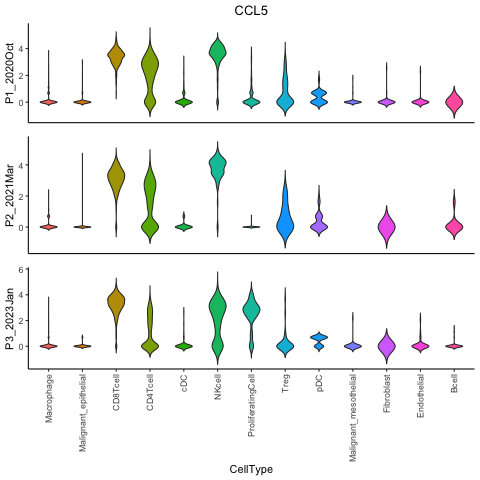 CCL5
P1_2020Oct
4
2
0
P2_2021Mar
4
2
0
P3_2023Jan
6
4
2
0
Macrophage
Malignant_epithelial
CD8Tcell
CD4Tcell
cDC
NKcell
ProliferatingCell
Treg
pDC
Malignant_mesothelial
Fibroblast
Endothelial
Bcell
CellType